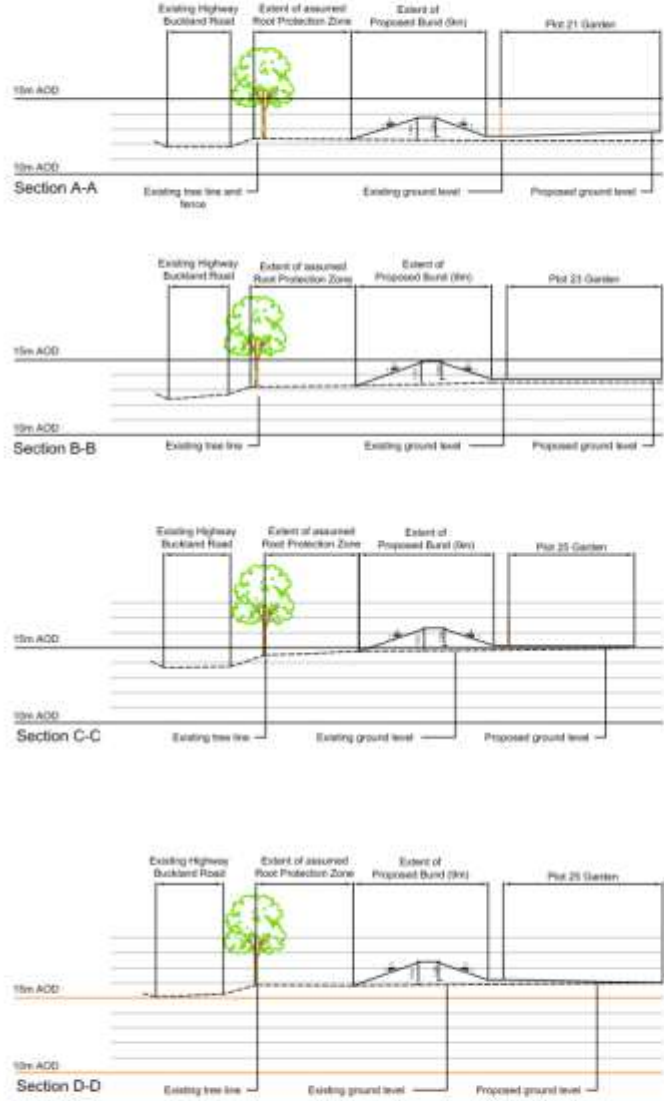 Existing Highway
Buckland Road
Extent of assumed
Root Protection Zone
Extent of
Proposed Bund (9m)
Plot 21 Garden
15m AOD
10m AOD
Section A-A
Existing tree line and
fence
Existing ground level
Proposed ground level
Existing Highway
Buckland Road
Extent of assumed
Root Protection Zone
Extent of
Proposed Bund (9m)
Plot 23 Garden
15m AOD
10m AOD
Section B-B
Existing tree line
Existing ground level
Proposed ground level
Existing Highway
Buckland Road
Extent of assumed
Root Protection Zone
Extent of
Proposed Bund (9m)
Plot 25 Garden
15m AOD
10m AOD
Section C-C
Existing tree line
Existing ground level
Proposed ground level
Existing Highway
Buckland Road
Extent of assumed
Root Protection Zone
Extent of
Proposed Bund (9m)
Plot 25 Garden
15m AOD
10m AOD
Section D-D
Existing tree line
Existing ground level
Proposed ground level